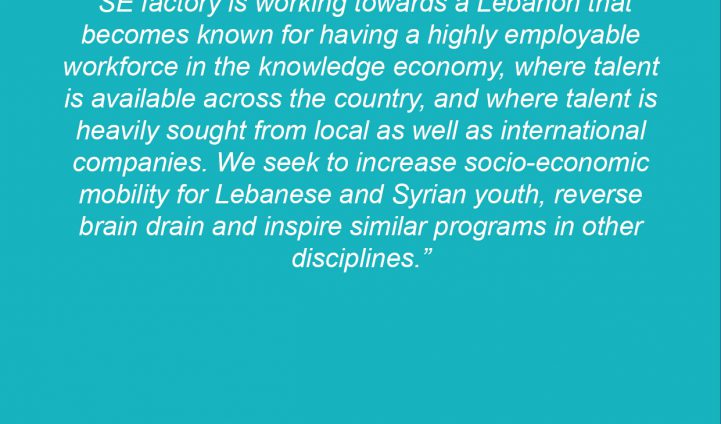 SE factory is working towards a Lebanon that
becomes known for having a highly employable
workforce in the knowledge economy, where talent
is available across the country, and where talent is
heavily sought from local as well as international
companies. We seek to increase socio-economic
mobility for Lebanese and Syrian youth, reverse
brain drain and inspire similar programs in other
disciplines.”